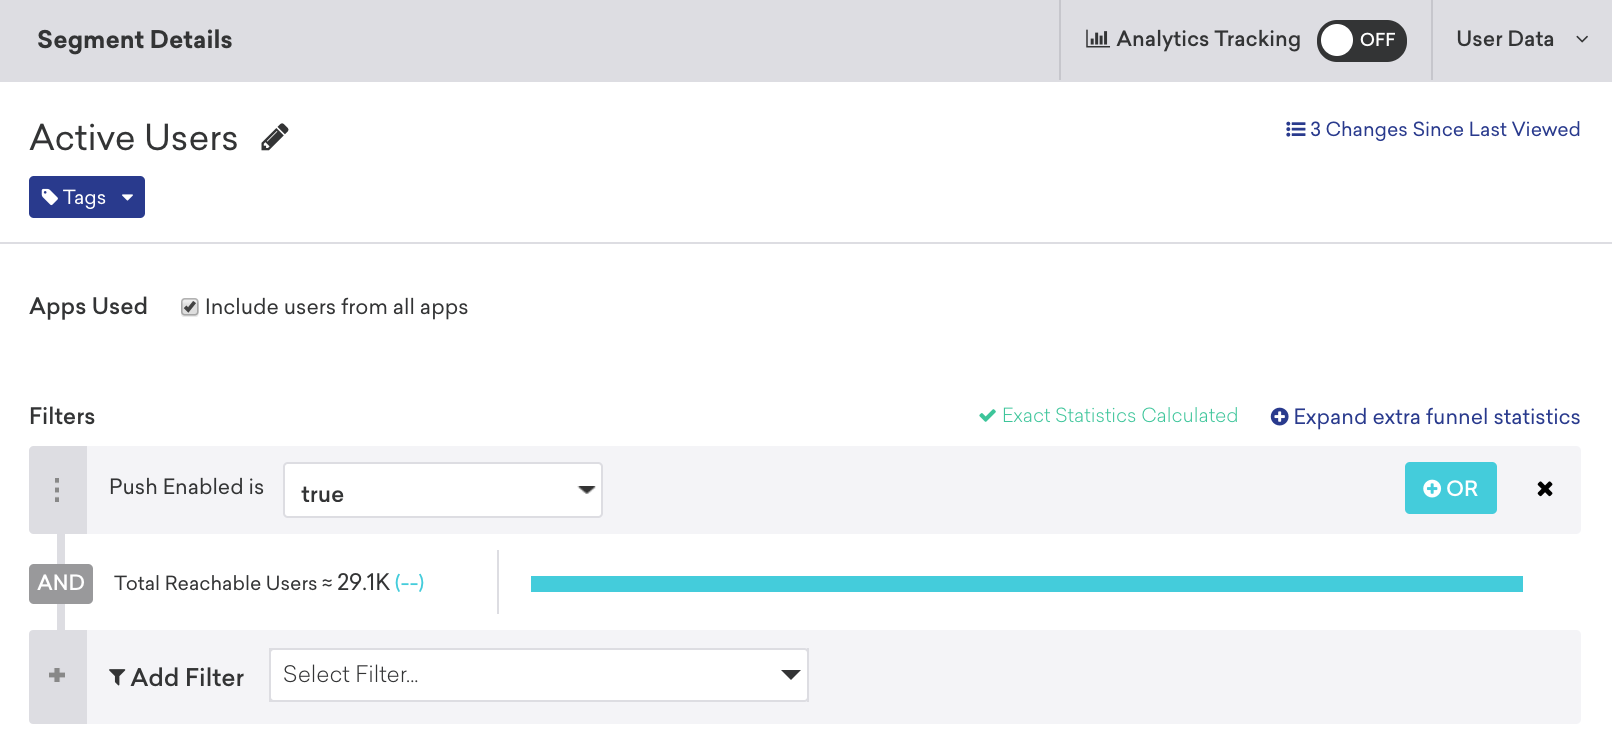 Segment Details
Analytics Tracking OFF
User Data
Active Users
3 Changes Since Last Viewed
Tags
Apps Used
Include users from all apps
Filters
Exact Statistics Calculated
Expand extra funnel statistics
Push Enabled is
true
OR
AND
Total Reachable Users ≈ 29.1K (--)
Add Filter
Select Filter...